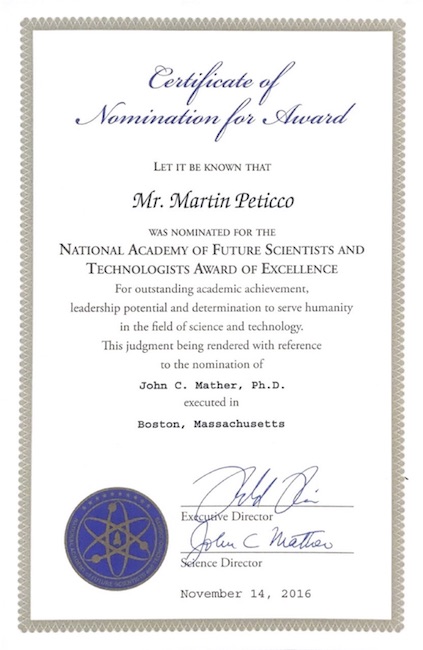 Certificate of
Nomination for Award
LET IT BE KNOWN THAT
Mr. Martin Peticco
WAS NOMINATED FOR THE
NATIONAL ACADEMY OF FUTURE SCIENTISTS AND
TECHNOLOGISTS AWARD OF EXCELLENCE
For outstanding academic achievement,
leadership potential and determination to serve humanity
in the field of science and technology.
This judgment being rendered with reference
to the nomination of
John C. Mather, Ph.D.
executed in
Boston, Massachusetts
Executive Director
John C Mather
Science Director
November 14, 2016